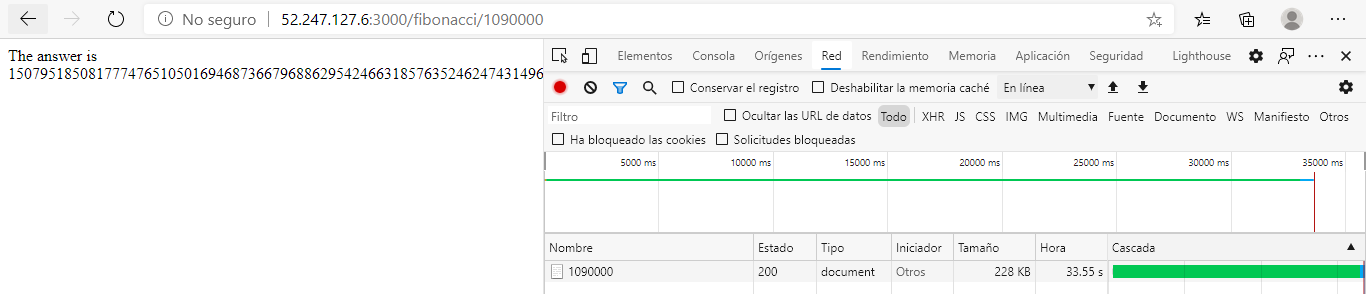 No seguro 52.247.127.6:3000/fibonacci/1090000
The answer is
150795185081777476510501694687366796886295424663185763524624743149​6
Elementos Consola Orígenes Red Rendimiento Memoria Aplicación Seguridad Lighthouse
Conservar el registro Deshabilitar la memoria caché En línea
Filtro Ocultar las URL de datos Todo XHR JS CSS IMG Multimedia Fuente Documento WS Manifiesto Otros
Ha bloqueado las cookies Solicitudes bloqueadas
5000 ms 10000 ms 15000 ms 20000 ms 25000 ms 30000 ms 35000 ms
Nombre Estado Tipo Iniciador Tamaño Hora Cascada
1090000 200 document Otros 228 KB 33.55 s